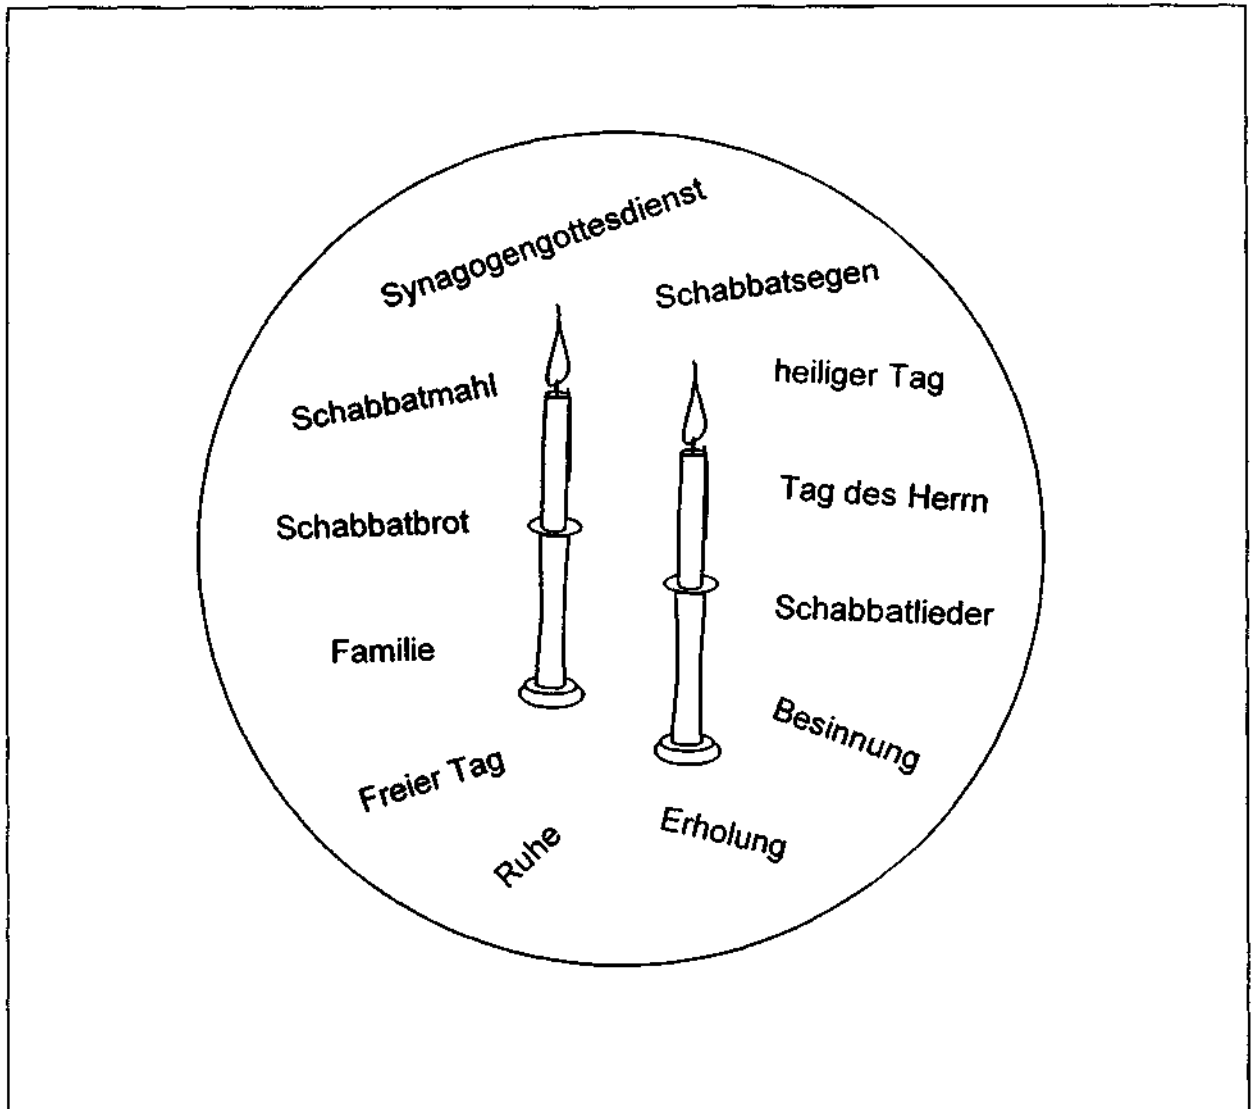 Synagogengottesdienst
Schabbatsegen
heiliger Tag
Schabbatmahl
Tag des Herrn
Schabbatbrot
Schabbatlieder
Familie
Besinnung
Freier Tag
Erholung
Ruhe